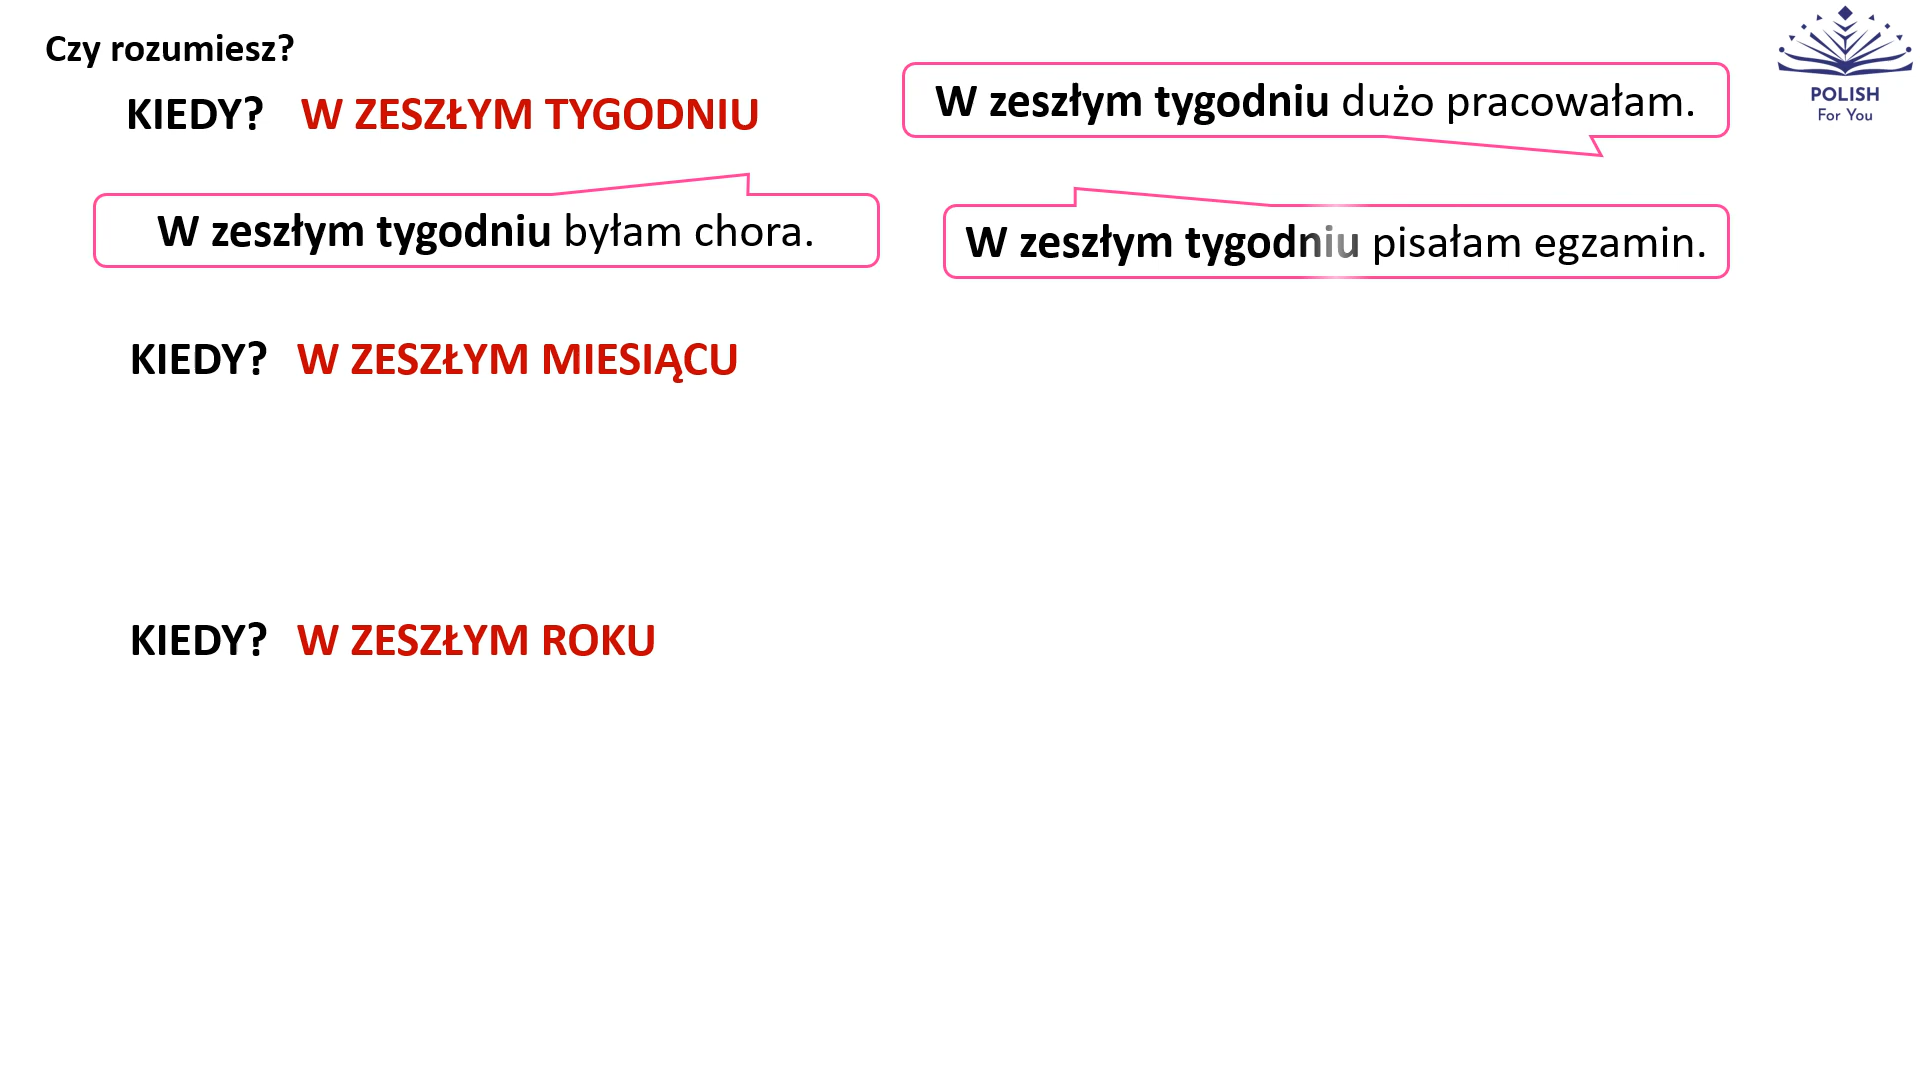 Czy rozumiesz?
KIEDY? W ZESZŁYM TYGODNIU
W zeszłym tygodniu dużo pracowałam.
POLISH
For You
W zeszłym tygodniu byłam chora.
W zeszłym tygodniu pisałam egzamin.
KIEDY? W ZESZŁYM MIESIĄCU
KIEDY? W ZESZŁYM ROKU